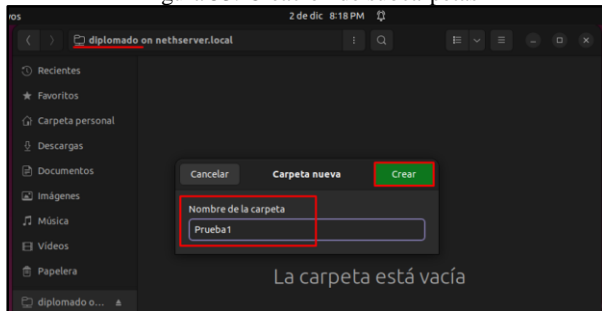 vos
2 de dic 8:18 PM
diplomado on nethserver.local
Recientes
Favoritos
Carpeta personal
Descargas
Documentos
Imágenes
Música
Vídeos
Papelera
diplomado o...
Cancelar
Carpeta nueva
Crear
Nombre de la carpeta
Prueba1
La carpeta está vacía